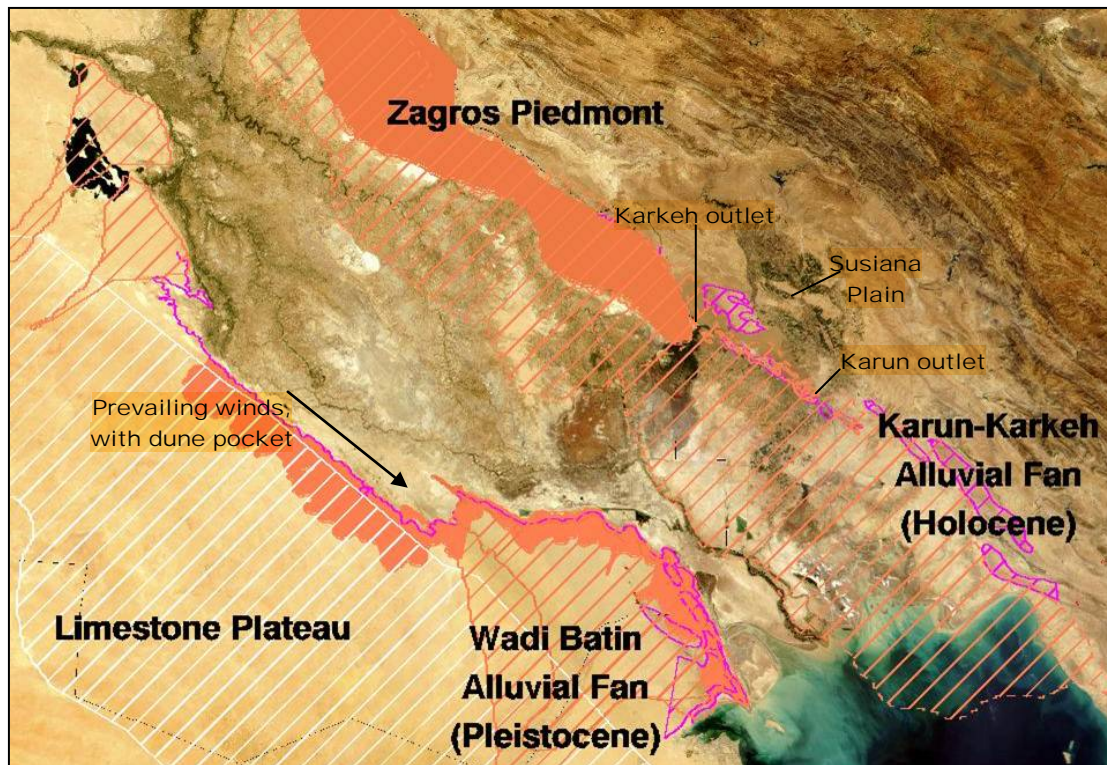 Zagros Piedmont
Karkeh outlet
Susiana
Plain
Karun outlet
Prevailing winds,
with dune pocket
Karun-Karkeh
Alluvial Fan
(Holocene)
Limestone Plateau
Wadi Batin
Alluvial Fan
(Pleistocene)